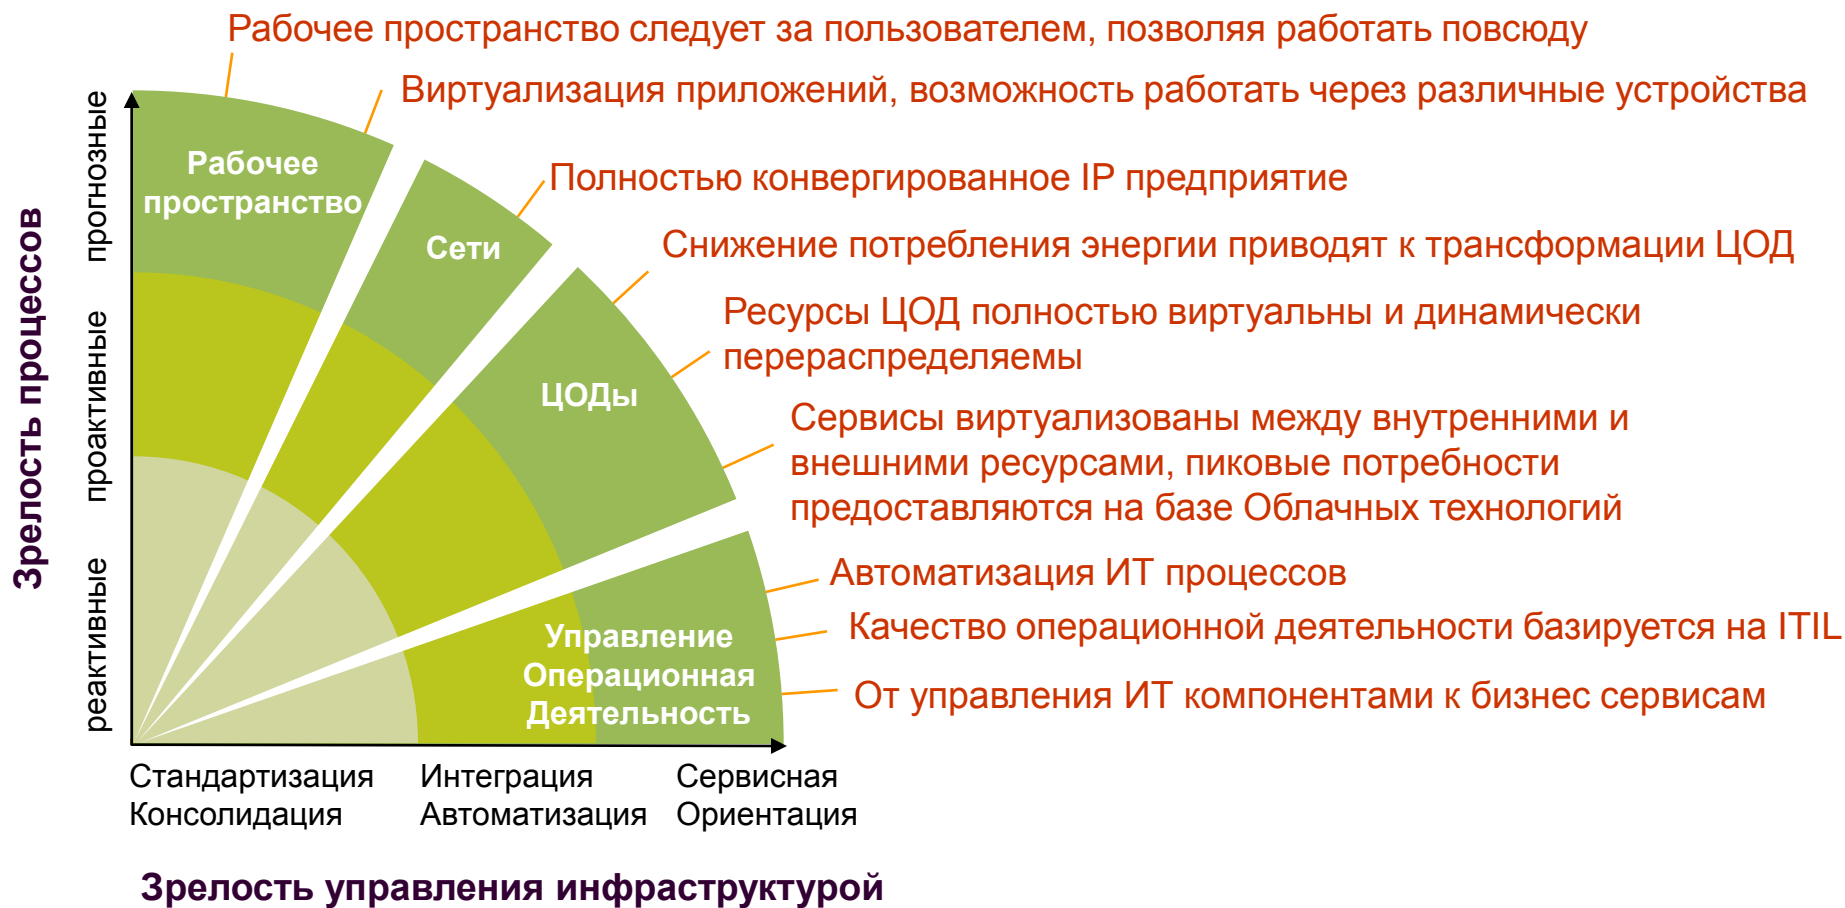 Рабочее пространство следует за пользователем, позволяя работать повсюду
Виртуализация приложений, возможность работать через различные устройства
Полностью конвергированное IP предприятие
Снижение потребления энергии приводят к трансформации ЦОД
Ресурсы ЦОД полностью виртуальны и динамически
перераспределяемы
Сервисы виртуализованы между внутренними и
внешними ресурсами, пиковые потребности
предоставляются на базе Облачных технологий
Автоматизация ИТ процессов
Качество операционной деятельности базируется на ITIL
От управления ИТ компонентами к бизнес сервисам
Рабочее
пространство
Сети
ЦОДы
Управление
Операционная
Деятельность
Зрелость процессов
прогнозные
проактивные
реактивные
Стандартизация
Консолидация
Интеграция
Автоматизация
Сервисная
Ориентация
Зрелость управления инфраструктурой